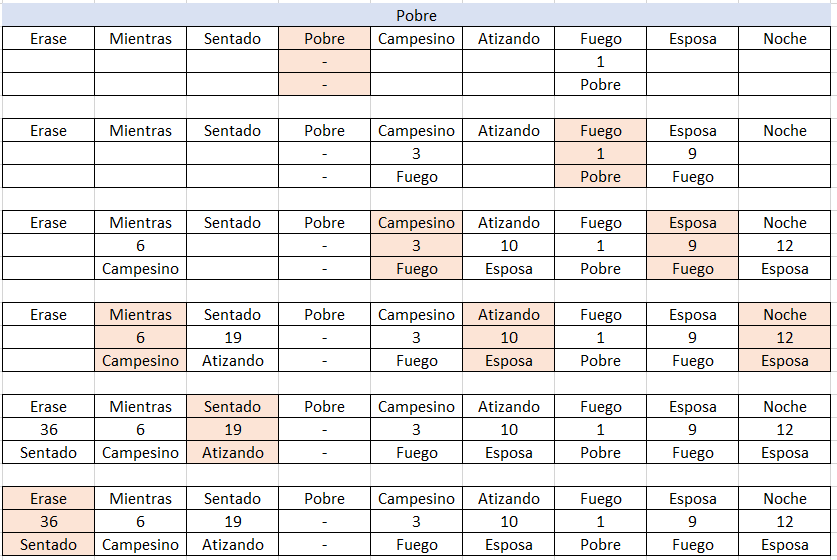 Pobre
Erase Mientras Sentado Pobre Campesino Atizando Fuego Esposa Noche
- 1
- Pobre
Erase Mientras Sentado Pobre Campesino Atizando Fuego Esposa Noche
- 3 1 9
- Fuego Pobre Fuego
Erase Mientras Sentado Pobre Campesino Atizando Fuego Esposa Noche
6 - 3 10 1 9 12
Campesino - Fuego Esposa Pobre Fuego Esposa
Erase Mientras Sentado Pobre Campesino Atizando Fuego Esposa Noche
6 19 - 3 10 1 9 12
Campesino Atizando - Fuego Esposa Pobre Fuego Esposa
Erase Mientras Sentado Pobre Campesino Atizando Fuego Esposa Noche
36 6 19 - 3 10 1 9 12
Sentado Campesino Atizando - Fuego Esposa Pobre Fuego Esposa
Erase Mientras Sentado Pobre Campesino Atizando Fuego Esposa Noche
36 6 19 - 3 10 1 9 12
Sentado Campesino Atizando - Fuego Esposa Pobre Fuego Esposa